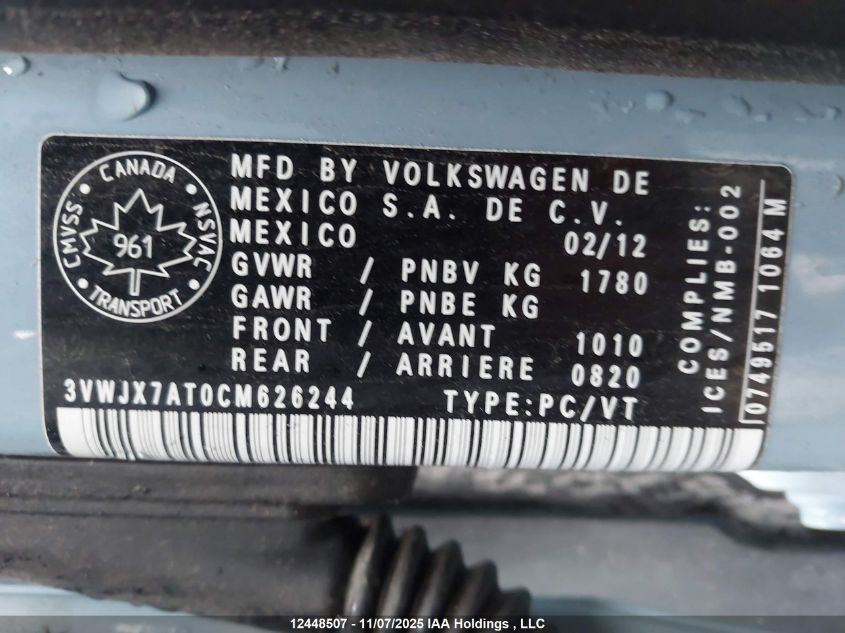 CANADA
CMVSS • NSVAC
961
• TRANSPORT •
MFD BY VOLKSWAGEN DE
MEXICO S.A. DE C.V.
MEXICO 02/12
GVWR / PNBV KG 1780
GAWR / PNBE KG
FRONT / AVANT 1010
REAR / ARRIERE 0820
3VWJX7AT0CM626244 TYPE:PC/VT
COMPLIES:
ICES/NMB-002
0749517 1064 M
12448507 - 11/07/2025 IAA Holdings , LLC